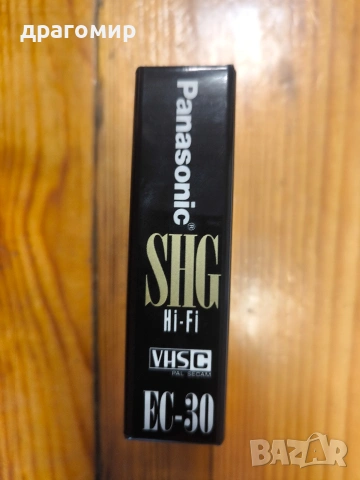 драгомир
Panasonic®
SHG
Hi-Fi
VHS C
PAL SECAM
EC-30
BAZAR